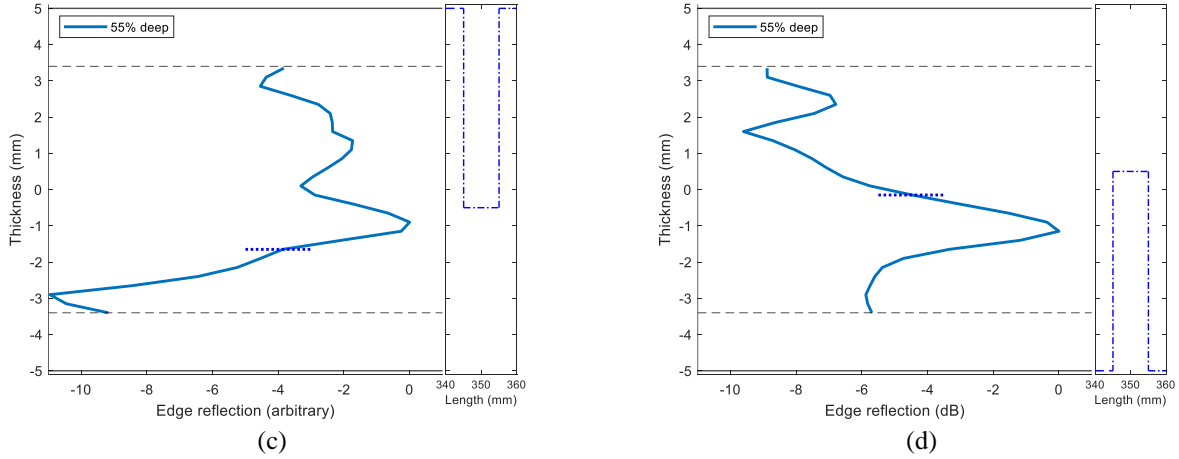 55% deep
5
4
3
2
1
0
-1
-2
-3
-4
-5
Thickness (mm)
-10 -8 -6 -4 -2 0
Edge reflection (arbitrary)
340 350 360
Length (mm)
(c)
55% deep
5
4
3
2
1
0
-1
-2
-3
-4
-5
Thickness (mm)
-10 -8 -6 -4 -2 0
Edge reflection (dB)
340 350 360
Length (mm)
(d)